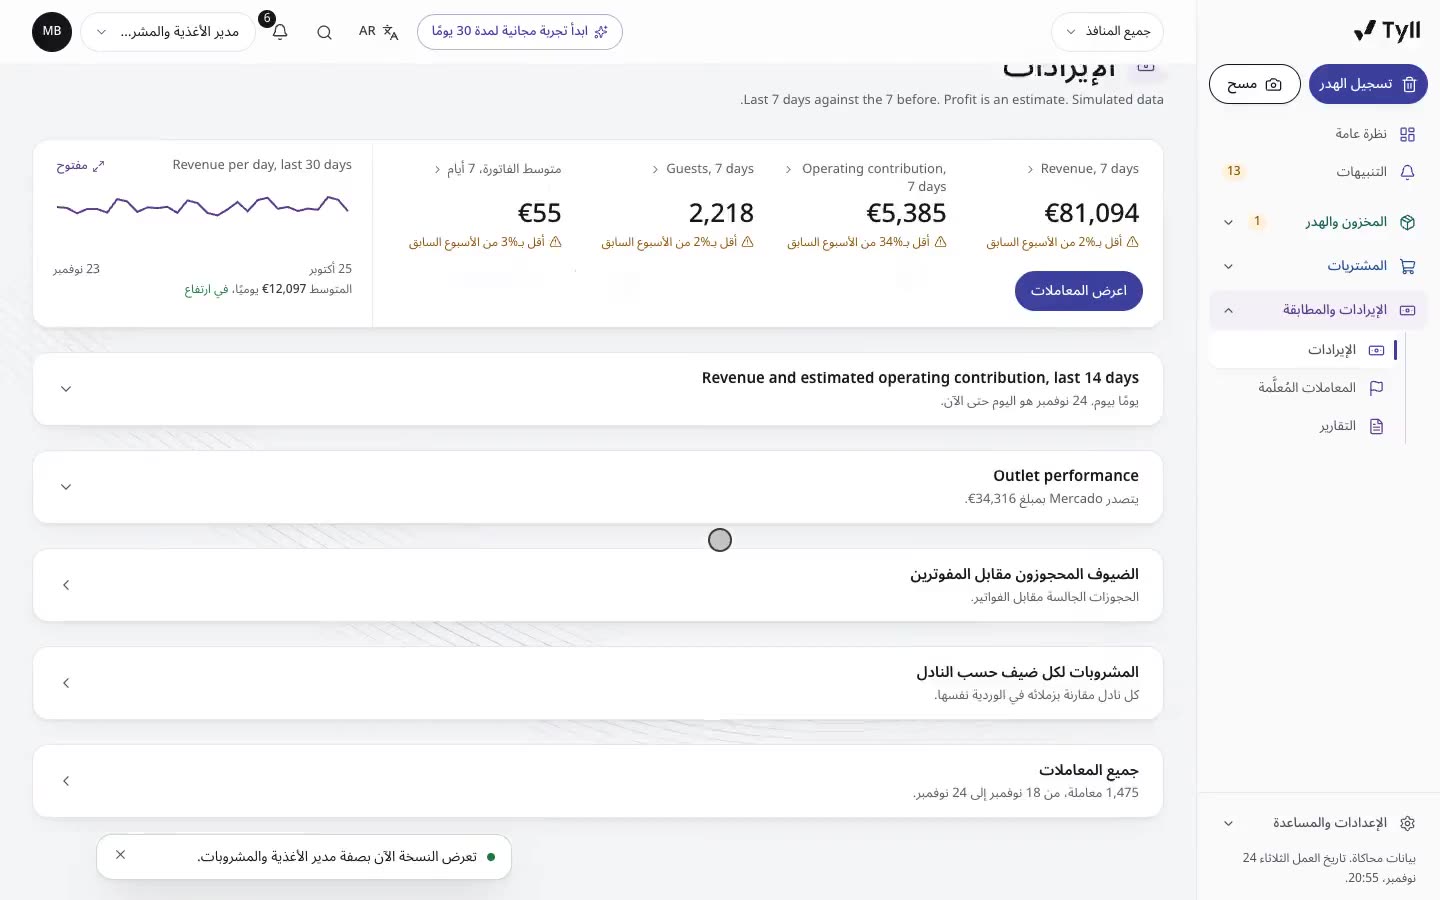 Tyll
تسجيل الهدر
مسح
نظرة عامة
التنبيهات
13
المخزون والهدر
1
المشتريات
الإيرادات والمطابقة
الإيرادات
المعاملات المُعلَّمة
التقارير
الإعدادات والمساعدة
بيانات محاكاة. تاريخ العمل الثلاثاء 24
نوفمبر، 20:55.
جميع المنافذ
ابدأ تجربة مجانية لمدة 30 يومًا
AR
6
مدير الأغذية والمشر...
MB
الإيرادات
Last 7 days against the 7 before. Profit is an estimate. Simulated data.
Revenue, 7 days
€81,094
أقل بـ2% من الأسبوع السابق
Operating contribution,
7 days
€5,385
أقل بـ34% من الأسبوع السابق
Guests, 7 days
2,218
أقل بـ2% من الأسبوع السابق
متوسط الفاتورة، 7 أيام
€55
أقل بـ3% من الأسبوع السابق
اعرض المعاملات
Revenue per day, last 30 days
مفتوح
25 أكتوبر
23 نوفمبر
المتوسط €12,097 يوميًا، في ارتفاع
Revenue and estimated operating contribution, last 14 days
يومًا بيوم. 24 نوفمبر هو اليوم حتى الآن.
Outlet performance
يتصدر Mercado بمبلغ €34,316.
الضيوف المحجوزون مقابل المفوترين
الحجوزات الجالسة مقابل الفواتير.
المشروبات لكل ضيف حسب النادل
كل نادل مقارنة بزملائه في الوردية نفسها.
جميع المعاملات
1,475 معاملة، من 18 نوفمبر إلى 24 نوفمبر.
تعرض النسخة الآن بصفة مدير الأغذية والمشروبات.